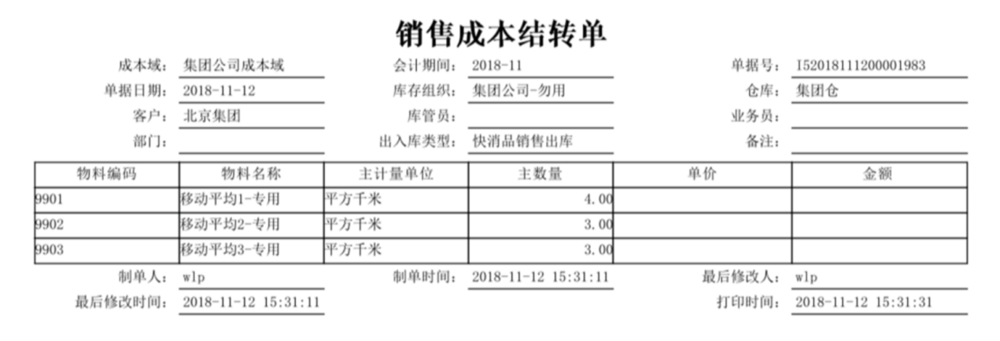 销售成本结转单
成本域： 集团公司成本域 会计期间： 2018-11 单据号： I52018111200001983
单据日期： 2018-11-12 库存组织： 集团公司-勿用 仓库： 集团仓
客户： 北京集团 库管员： 业务员：
部门： 出入库类型： 快消品销售出库 备注：
物料编码 物料名称 主计量单位 主数量 单价 金额
9901 移动平均1-专用 平方千米 4.00
9902 移动平均2-专用 平方千米 3.00
9903 移动平均3-专用 平方千米 3.00
制单人： wlp 制单时间： 2018-11-12 15:31:11 最后修改人： wlp
最后修改时间： 2018-11-12 15:31:11 打印时间： 2018-11-12 15:31:31